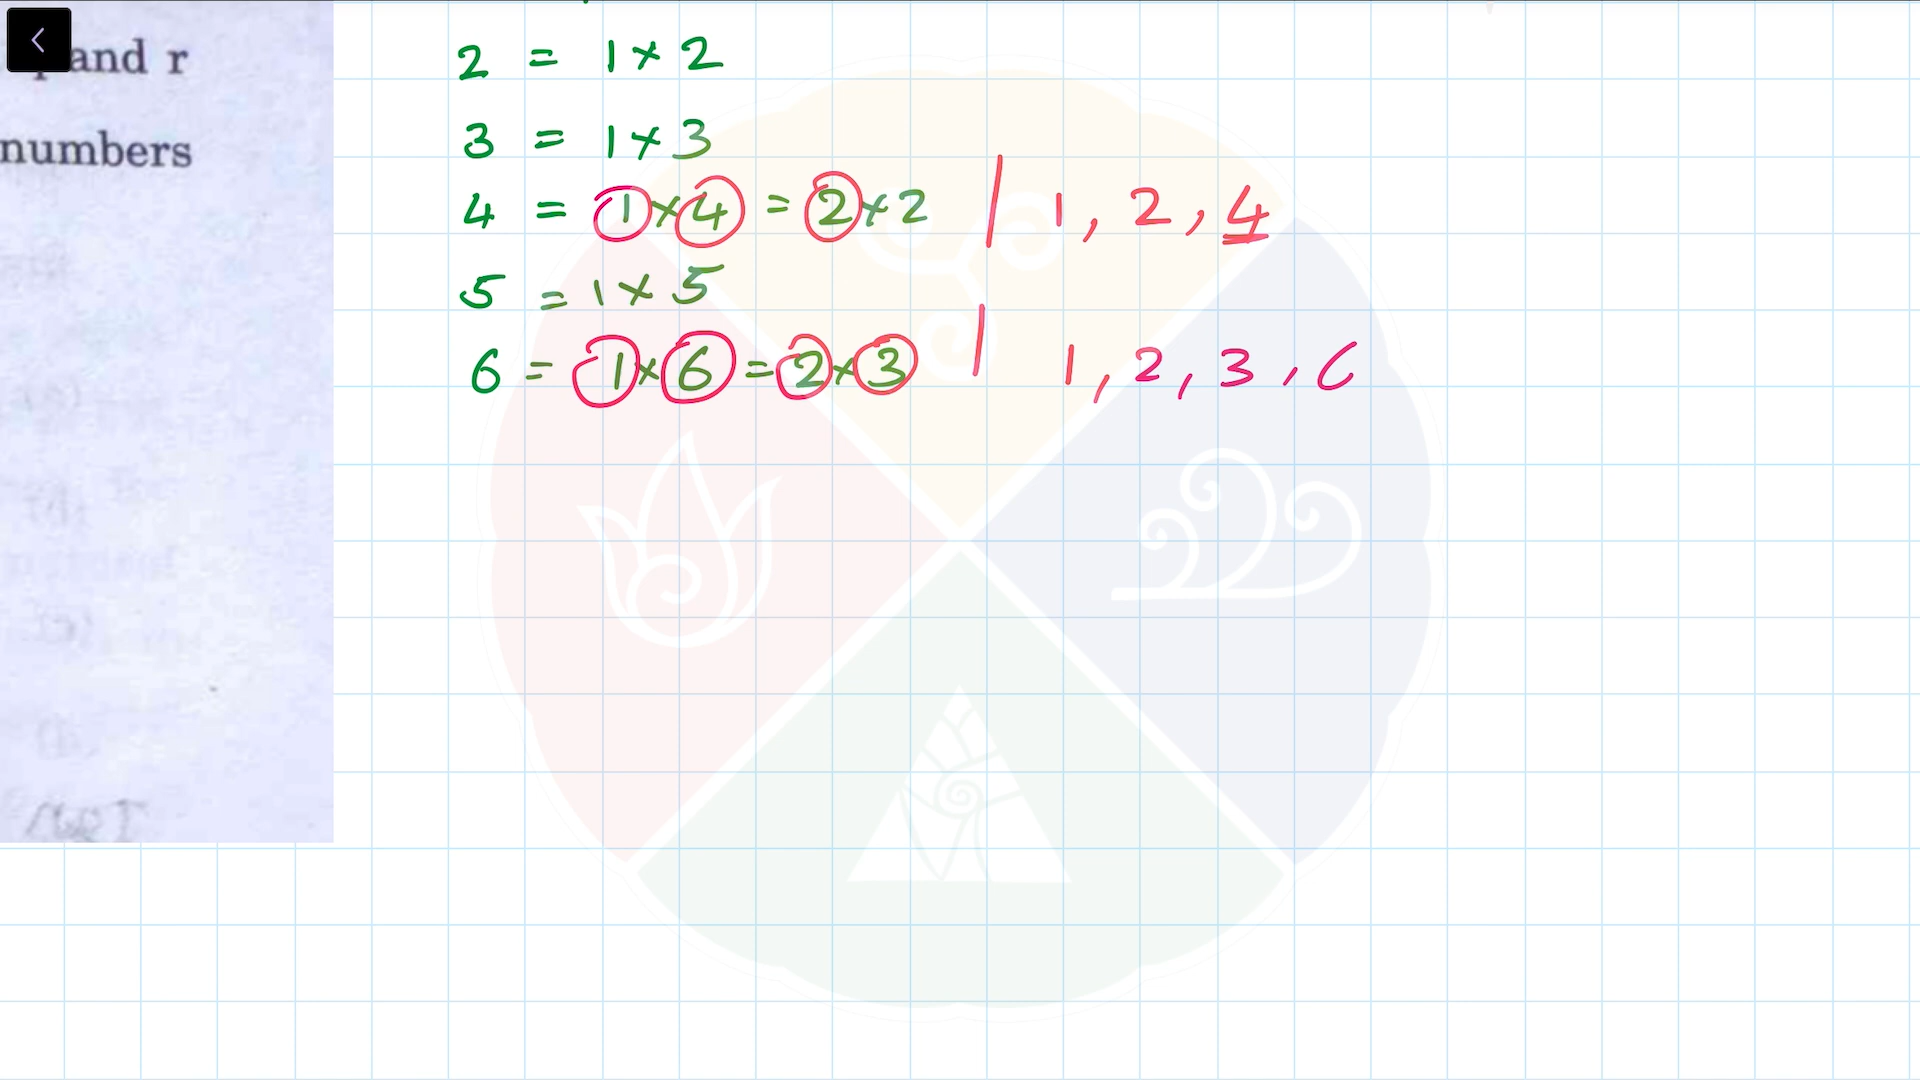 and r
numbers
2 = 1 × 2
3 = 1 × 3
4 = 1 × 4 = 2 × 2 | 1, 2, 4
5 = 1 × 5
6 = 1 × 6 = 2 × 3 | 1, 2, 3, 6